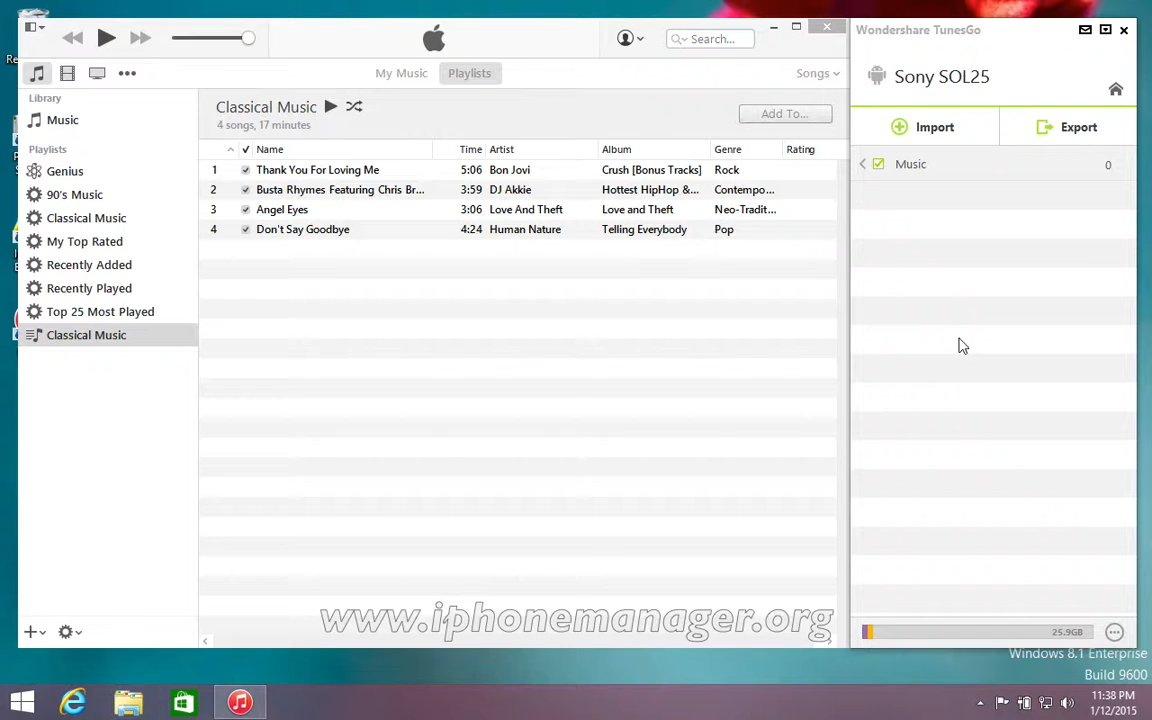 Search...
My Music
Playlists
Songs
Library
Music
Playlists
Genius
90's Music
Classical Music
My Top Rated
Recently Added
Recently Played
Top 25 Most Played
Classical Music
Classical Music
4 songs, 17 minutes
Add To...
Name Time Artist Album Genre Rating
1 Thank You For Loving Me 5:06 Bon Jovi Crush [Bonus Tracks] Rock
2 Busta Rhymes Featuring Chris Br... 3:59 DJ Akkie Hottest HipHop &... Contempo...
3 Angel Eyes 3:06 Love And Theft Love and Theft Neo-Tradit...
4 Don't Say Goodbye 4:24 Human Nature Telling Everybody Pop
www.iphonemanager.org
Wondershare TunesGo
Sony SOL25
Import Export
Music 0
25.9GB
Windows 8.1 Enterprise
Build 9600
11:38 PM
1/12/2015